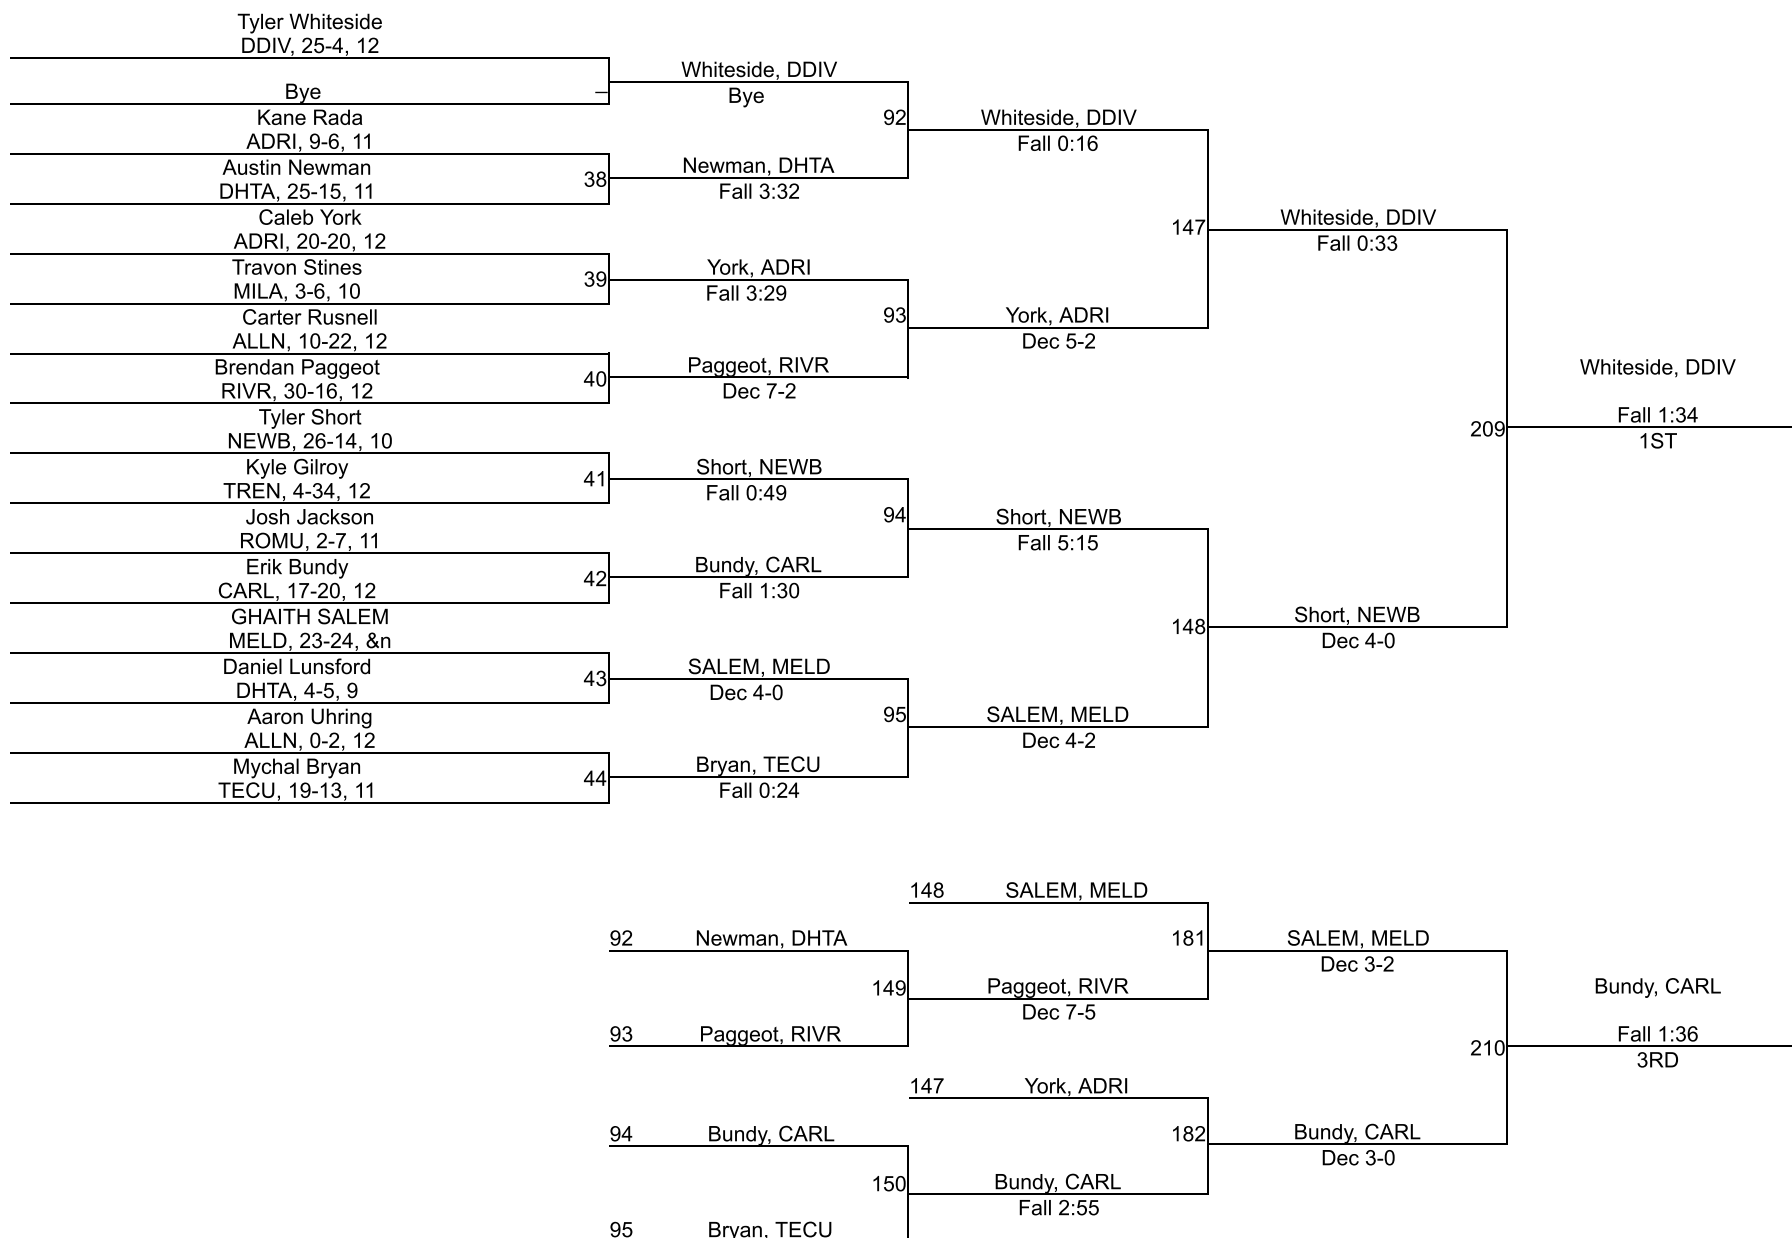 Tyler Whiteside
DDIV, 25-4, 12
Bye
Kane Rada
ADRI, 9-6, 11
Austin Newman
DHTA, 25-15, 11
Caleb York
ADRI, 20-20, 12
Travon Stines
MILA, 3-6, 10
Carter Rusnell
ALLN, 10-22, 12
Brendan Paggeot
RIVR, 30-16, 12
Tyler Short
NEWB, 26-14, 10
Kyle Gilroy
TREN, 4-34, 12
Josh Jackson
ROMU, 2-7, 11
Erik Bundy
CARL, 17-20, 12
GHAITH SALEM
MELD, 23-24, &n
Daniel Lunsford
DHTA, 4-5, 9
Aaron Uhring
ALLN, 0-2, 12
Mychal Bryan
TECU, 19-13, 11
38
39
40
41
42
43
44
Whiteside, DDIV
Bye
Newman, DHTA
Fall 3:32
York, ADRI
Fall 3:29
Paggeot, RIVR
Dec 7-2
Short, NEWB
Fall 0:49
Bundy, CARL
Fall 1:30
SALEM, MELD
Dec 4-0
Bryan, TECU
Fall 0:24
92
93
94
95
Whiteside, DDIV
Fall 0:16
York, ADRI
Dec 5-2
Short, NEWB
Fall 5:15
SALEM, MELD
Dec 4-2
147
148
Whiteside, DDIV
Fall 0:33
Short, NEWB
Dec 4-0
209
Whiteside, DDIV
Fall 1:34
1ST
92 Newman, DHTA
93 Paggeot, RIVR
94 Bundy, CARL
95 Bryan, TECU
149
150
148 SALEM, MELD
Paggeot, RIVR
Dec 7-5
147 York, ADRI
Bundy, CARL
Fall 2:55
181
182
SALEM, MELD
Dec 3-2
Bundy, CARL
Dec 3-0
210
Bundy, CARL
Fall 1:36
3RD